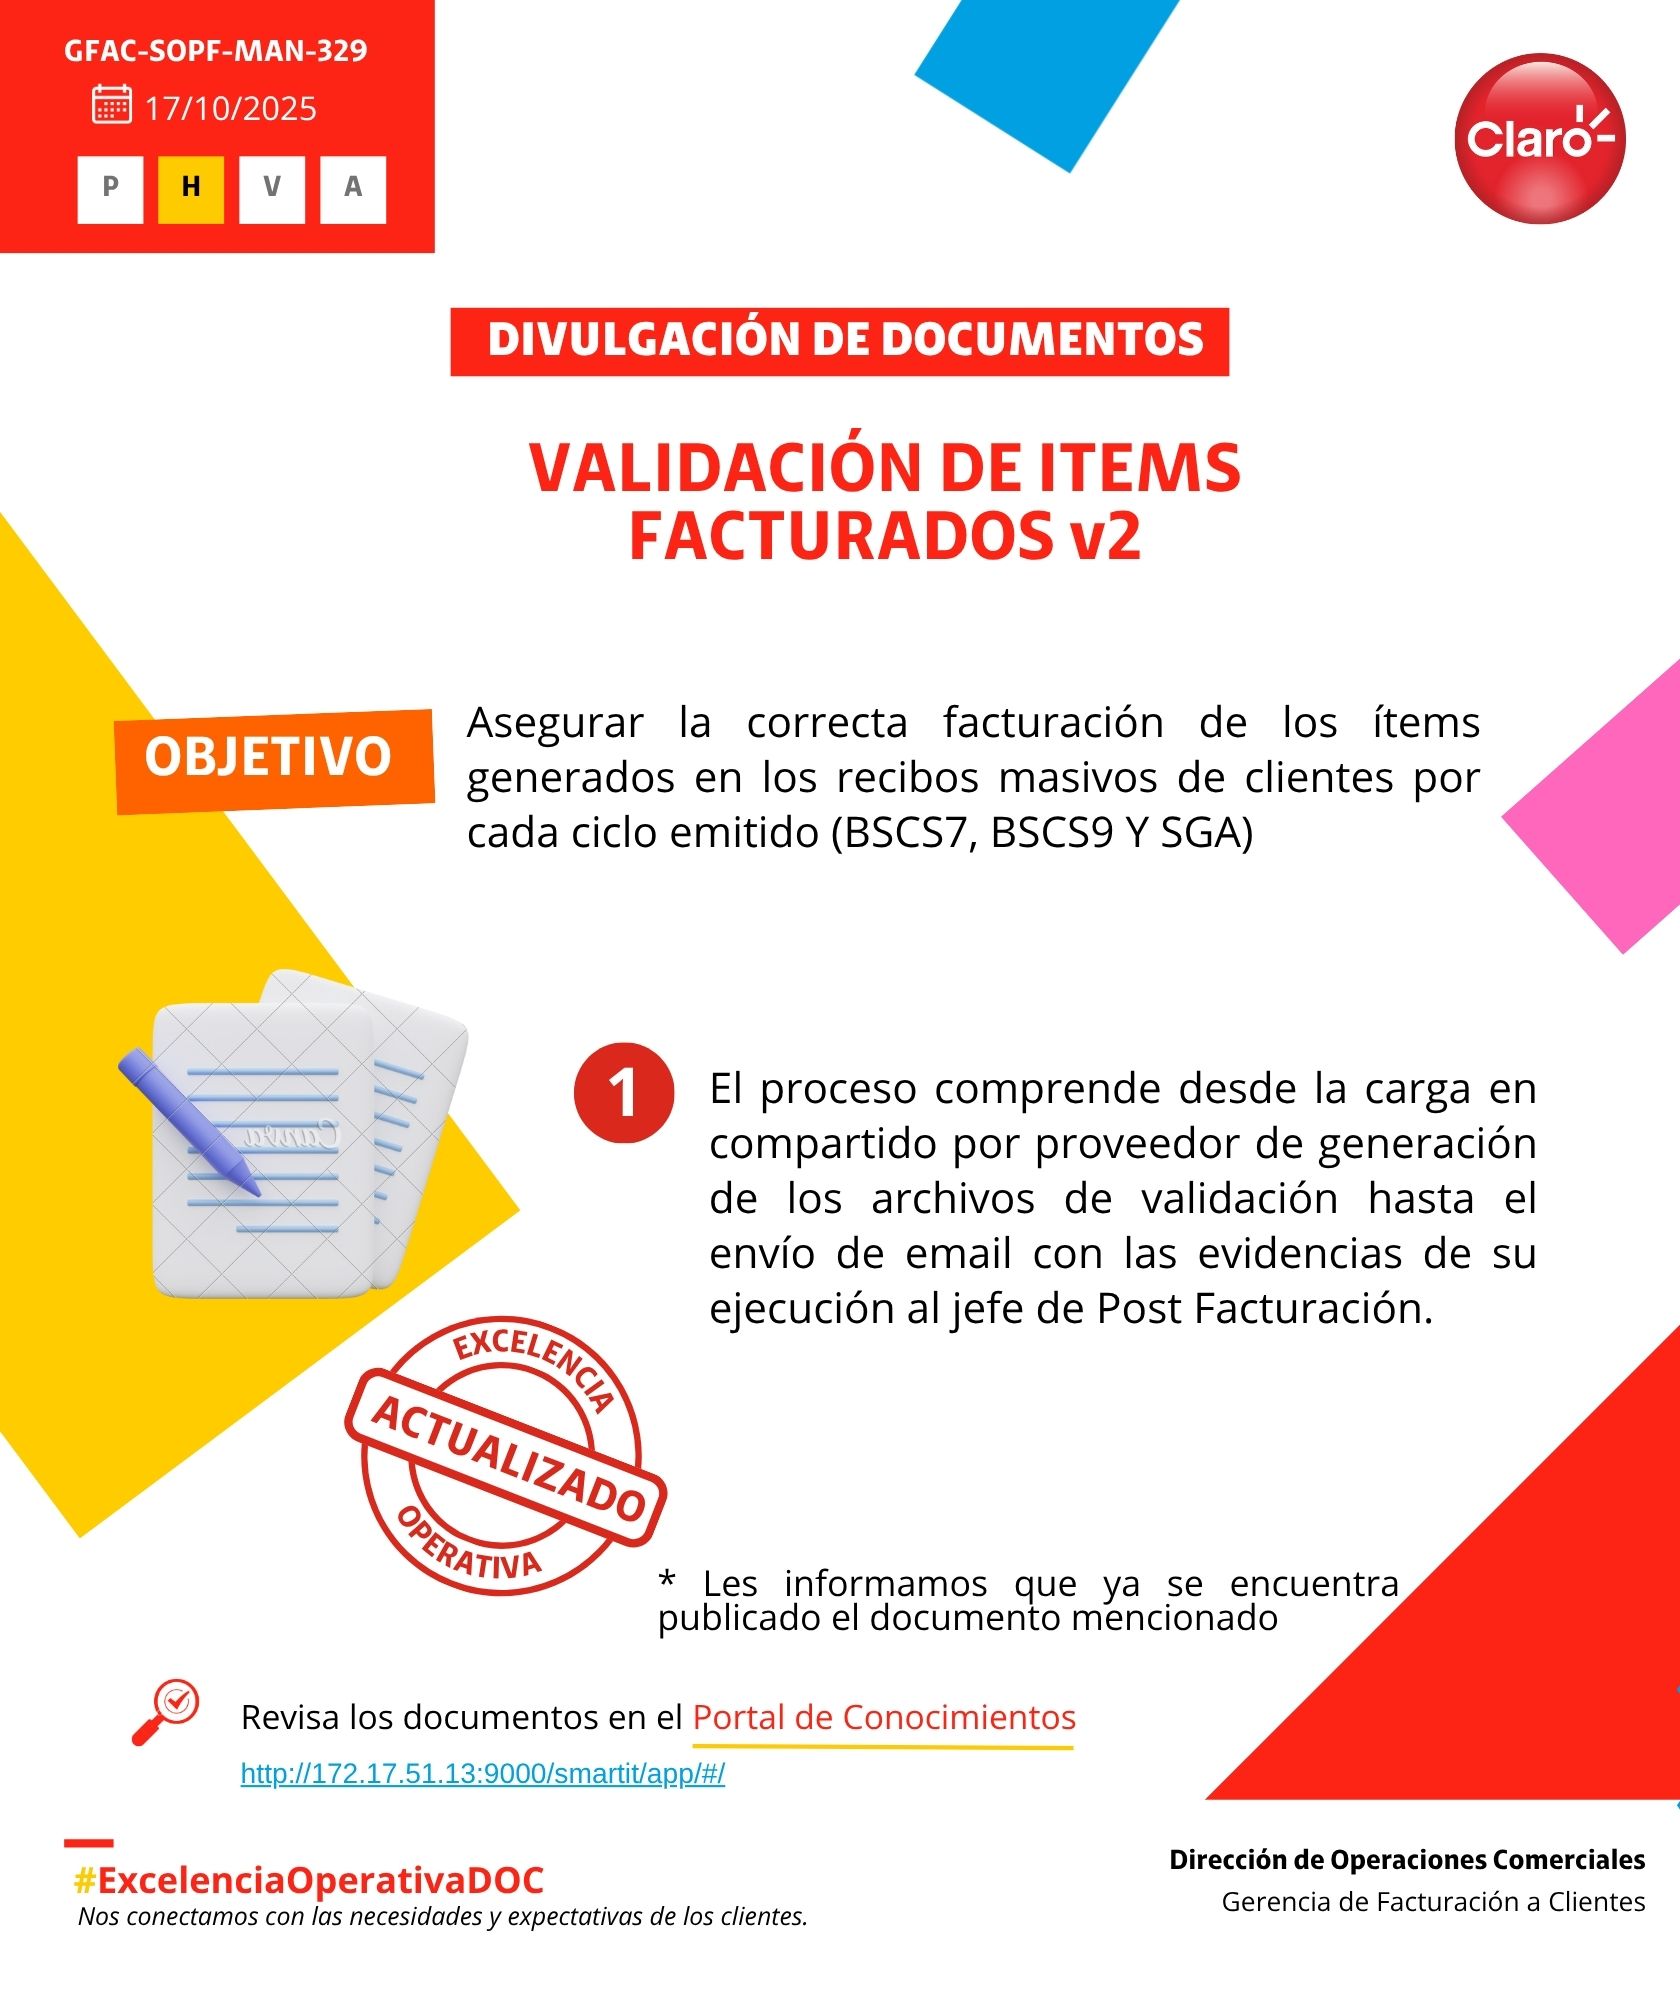 GFAC-SOPF-MAN-329
17/10/2025
P H V A
Claro
DIVULGACIÓN DE DOCUMENTOS
VALIDACIÓN DE ITEMS
FACTURADOS v2
OBJETIVO
Asegurar la correcta facturación de los ítems
generados en los recibos masivos de clientes por
cada ciclo emitido (BSCS7, BSCS9 Y SGA)
Canva
1
El proceso comprende desde la carga en
compartido por proveedor de generación
de los archivos de validación hasta el
envío de email con las evidencias de su
ejecución al jefe de Post Facturación.
EXCELENCIA
ACTUALIZADO
OPERATIVA
* Les informamos que ya se encuentra
publicado el documento mencionado
Revisa los documentos en el Portal de Conocimientos
http://172.17.51.13:9000/smartit/app/#/
#ExcelenciaOperativaDOC
Nos conectamos con las necesidades y expectativas de los clientes.
Dirección de Operaciones Comerciales
Gerencia de Facturación a Clientes